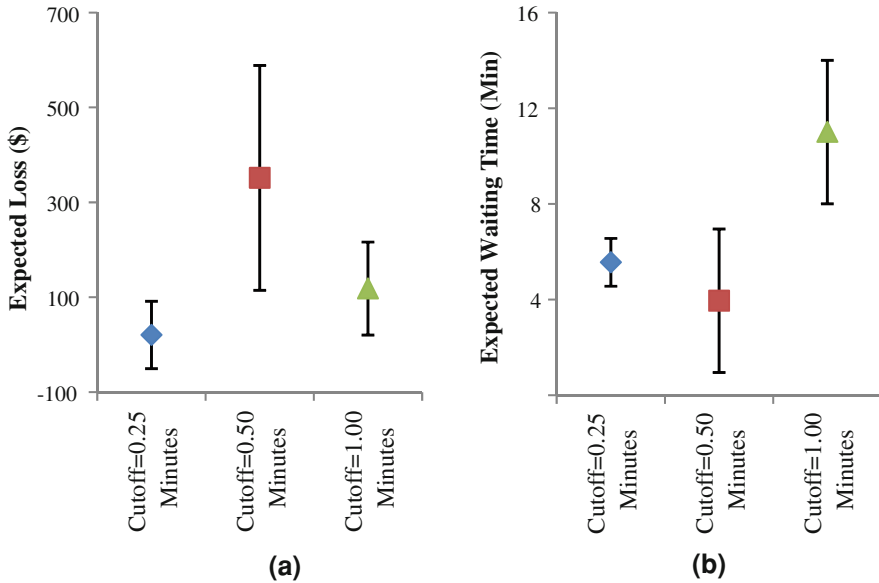 700
500
300
100
-100
Expected Loss ($)
Cutoff=0.25
Minutes
Cutoff=0.50
Minutes
Cutoff=1.00
Minutes
(a)
16
12
8
4
Expected Waiting Time (Min)
Cutoff=0.25
Minutes
Cutoff=0.50
Minutes
Cutoff=1.00
Minutes
(b)